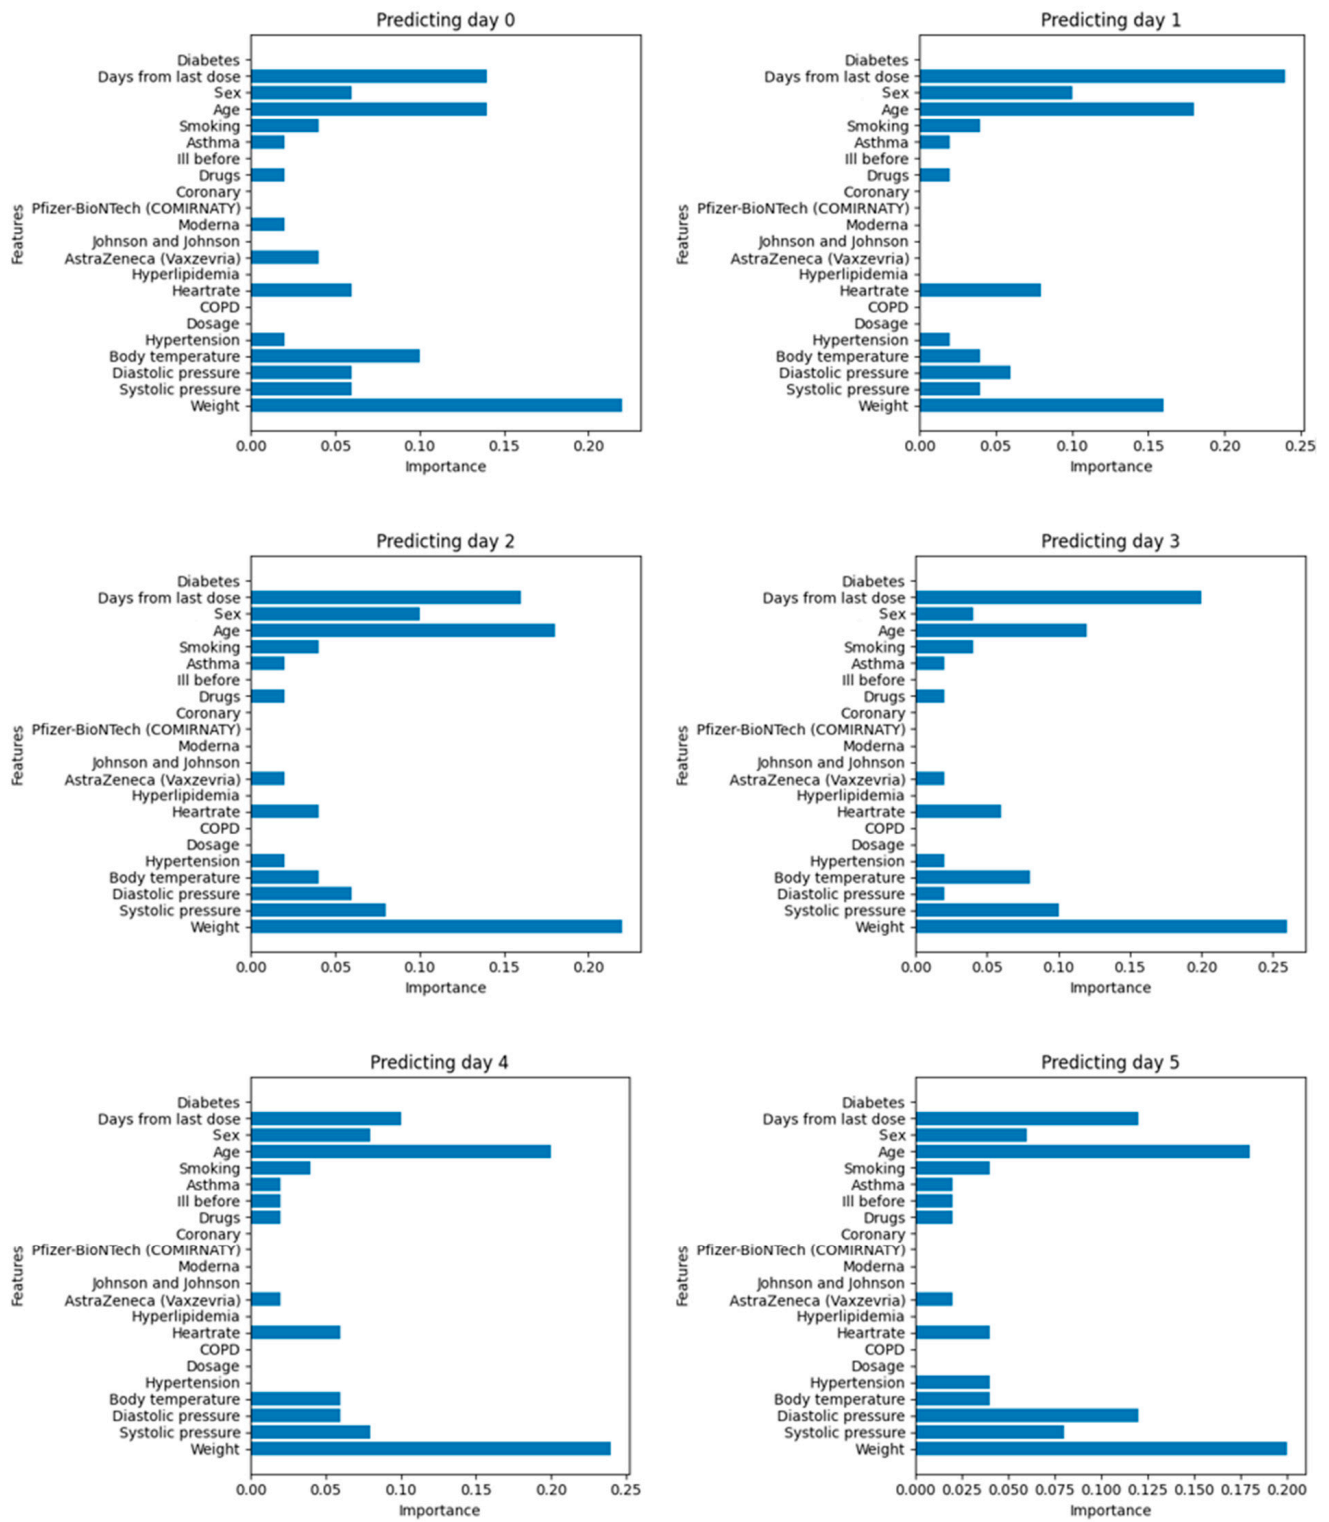 Predicting day 0
Features
Diabetes
Days from last dose
Sex
Age
Smoking
Asthma
Ill before
Drugs
Coronary
Pfizer-BioNTech (COMIRNATY)
Moderna
Johnson and Johnson
AstraZeneca (Vaxzevria)
Hyperlipidemia
Heartrate
COPD
Dosage
Hypertension
Body temperature
Diastolic pressure
Systolic pressure
Weight
0.00 0.05 0.10 0.15 0.20
Importance
Predicting day 1
Features
Diabetes
Days from last dose
Sex
Age
Smoking
Asthma
Ill before
Drugs
Coronary
Pfizer-BioNTech (COMIRNATY)
Moderna
Johnson and Johnson
AstraZeneca (Vaxzevria)
Hyperlipidemia
Heartrate
COPD
Dosage
Hypertension
Body temperature
Diastolic pressure
Systolic pressure
Weight
0.00 0.05 0.10 0.15 0.20 0.25
Importance
Predicting day 2
Features
Diabetes
Days from last dose
Sex
Age
Smoking
Asthma
Ill before
Drugs
Coronary
Pfizer-BioNTech (COMIRNATY)
Moderna
Johnson and Johnson
AstraZeneca (Vaxzevria)
Hyperlipidemia
Heartrate
COPD
Dosage
Hypertension
Body temperature
Diastolic pressure
Systolic pressure
Weight
0.00 0.05 0.10 0.15 0.20
Importance
Predicting day 3
Features
Diabetes
Days from last dose
Sex
Age
Smoking
Asthma
Ill before
Drugs
Coronary
Pfizer-BioNTech (COMIRNATY)
Moderna
Johnson and Johnson
AstraZeneca (Vaxzevria)
Hyperlipidemia
Heartrate
COPD
Dosage
Hypertension
Body temperature
Diastolic pressure
Systolic pressure
Weight
0.00 0.05 0.10 0.15 0.20 0.25
Importance
Predicting day 4
Features
Diabetes
Days from last dose
Sex
Age
Smoking
Asthma
Ill before
Drugs
Coronary
Pfizer-BioNTech (COMIRNATY)
Moderna
Johnson and Johnson
AstraZeneca (Vaxzevria)
Hyperlipidemia
Heartrate
COPD
Dosage
Hypertension
Body temperature
Diastolic pressure
Systolic pressure
Weight
0.00 0.05 0.10 0.15 0.20 0.25
Importance
Predicting day 5
Features
Diabetes
Days from last dose
Sex
Age
Smoking
Asthma
Ill before
Drugs
Coronary
Pfizer-BioNTech (COMIRNATY)
Moderna
Johnson and Johnson
AstraZeneca (Vaxzevria)
Hyperlipidemia
Heartrate
COPD
Dosage
Hypertension
Body temperature
Diastolic pressure
Systolic pressure
Weight
0.000 0.025 0.050 0.075 0.100 0.125 0.150 0.175 0.200
Importance